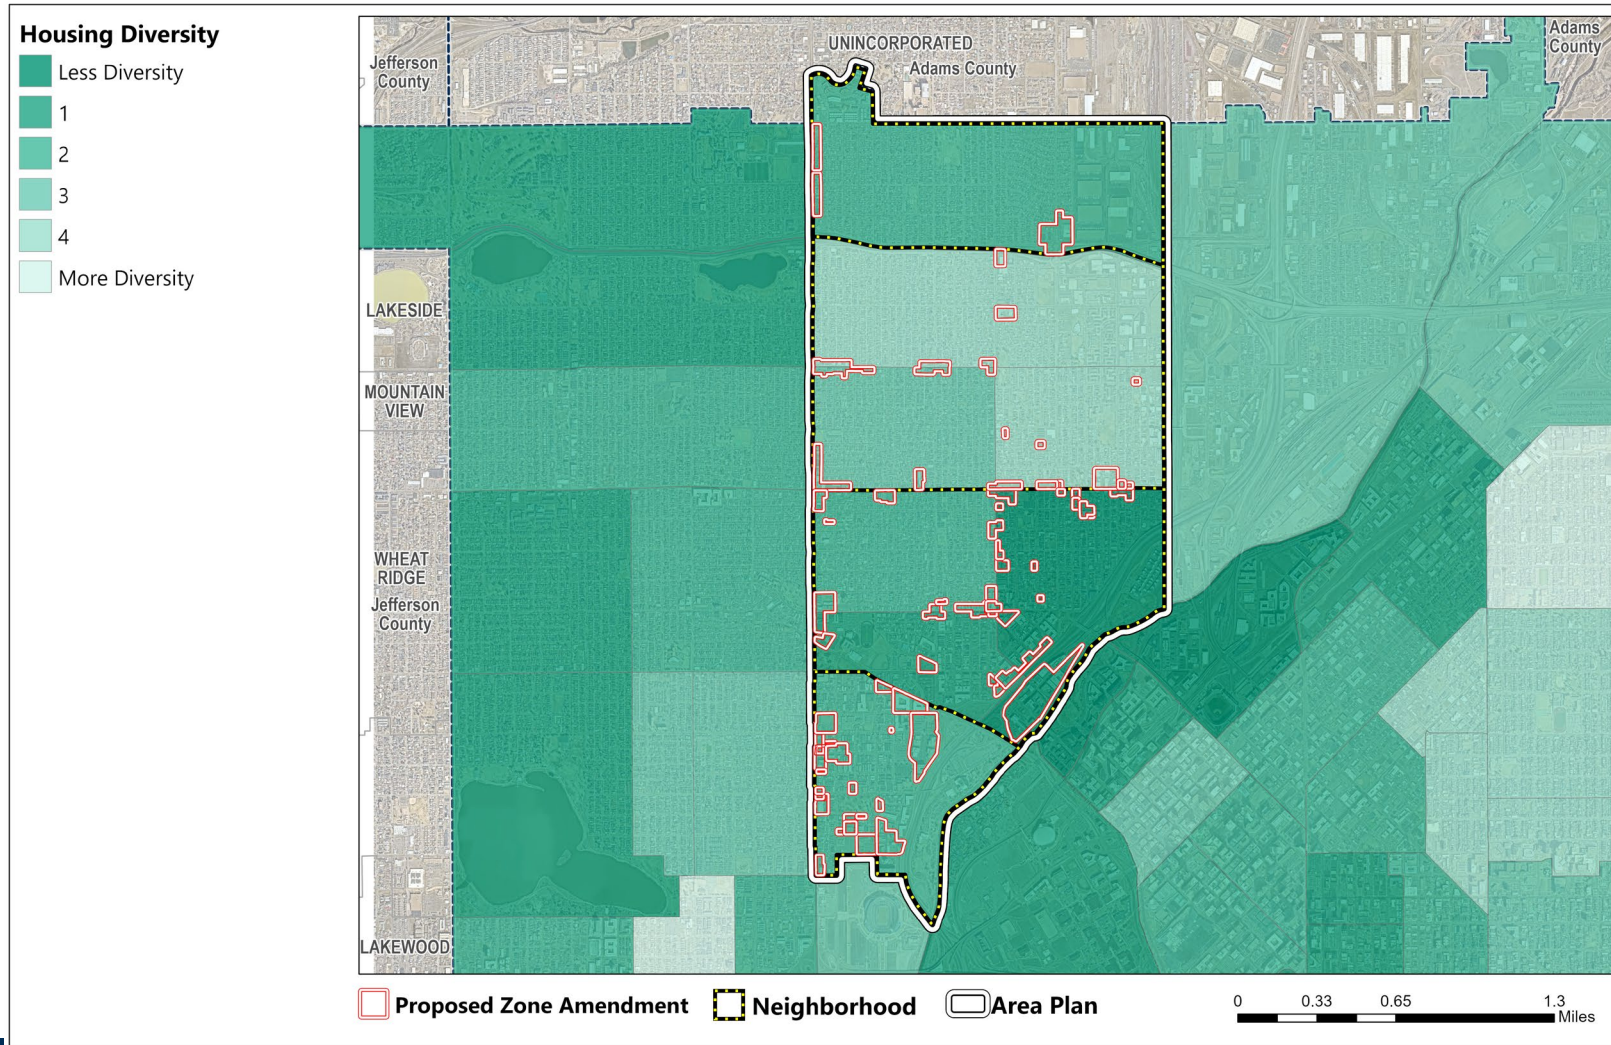 Housing Diversity
Less Diversity
1
2
3
4
More Diversity
Jefferson
County
UNINCORPORATED
Adams County
Adams
County
LAKESIDE
MOUNTAIN
VIEW
WHEAT
RIDGE
Jefferson
County
LAKEWOOD
Proposed Zone Amendment
Neighborhood
Area Plan
0 0.33 0.65 1.3
Miles